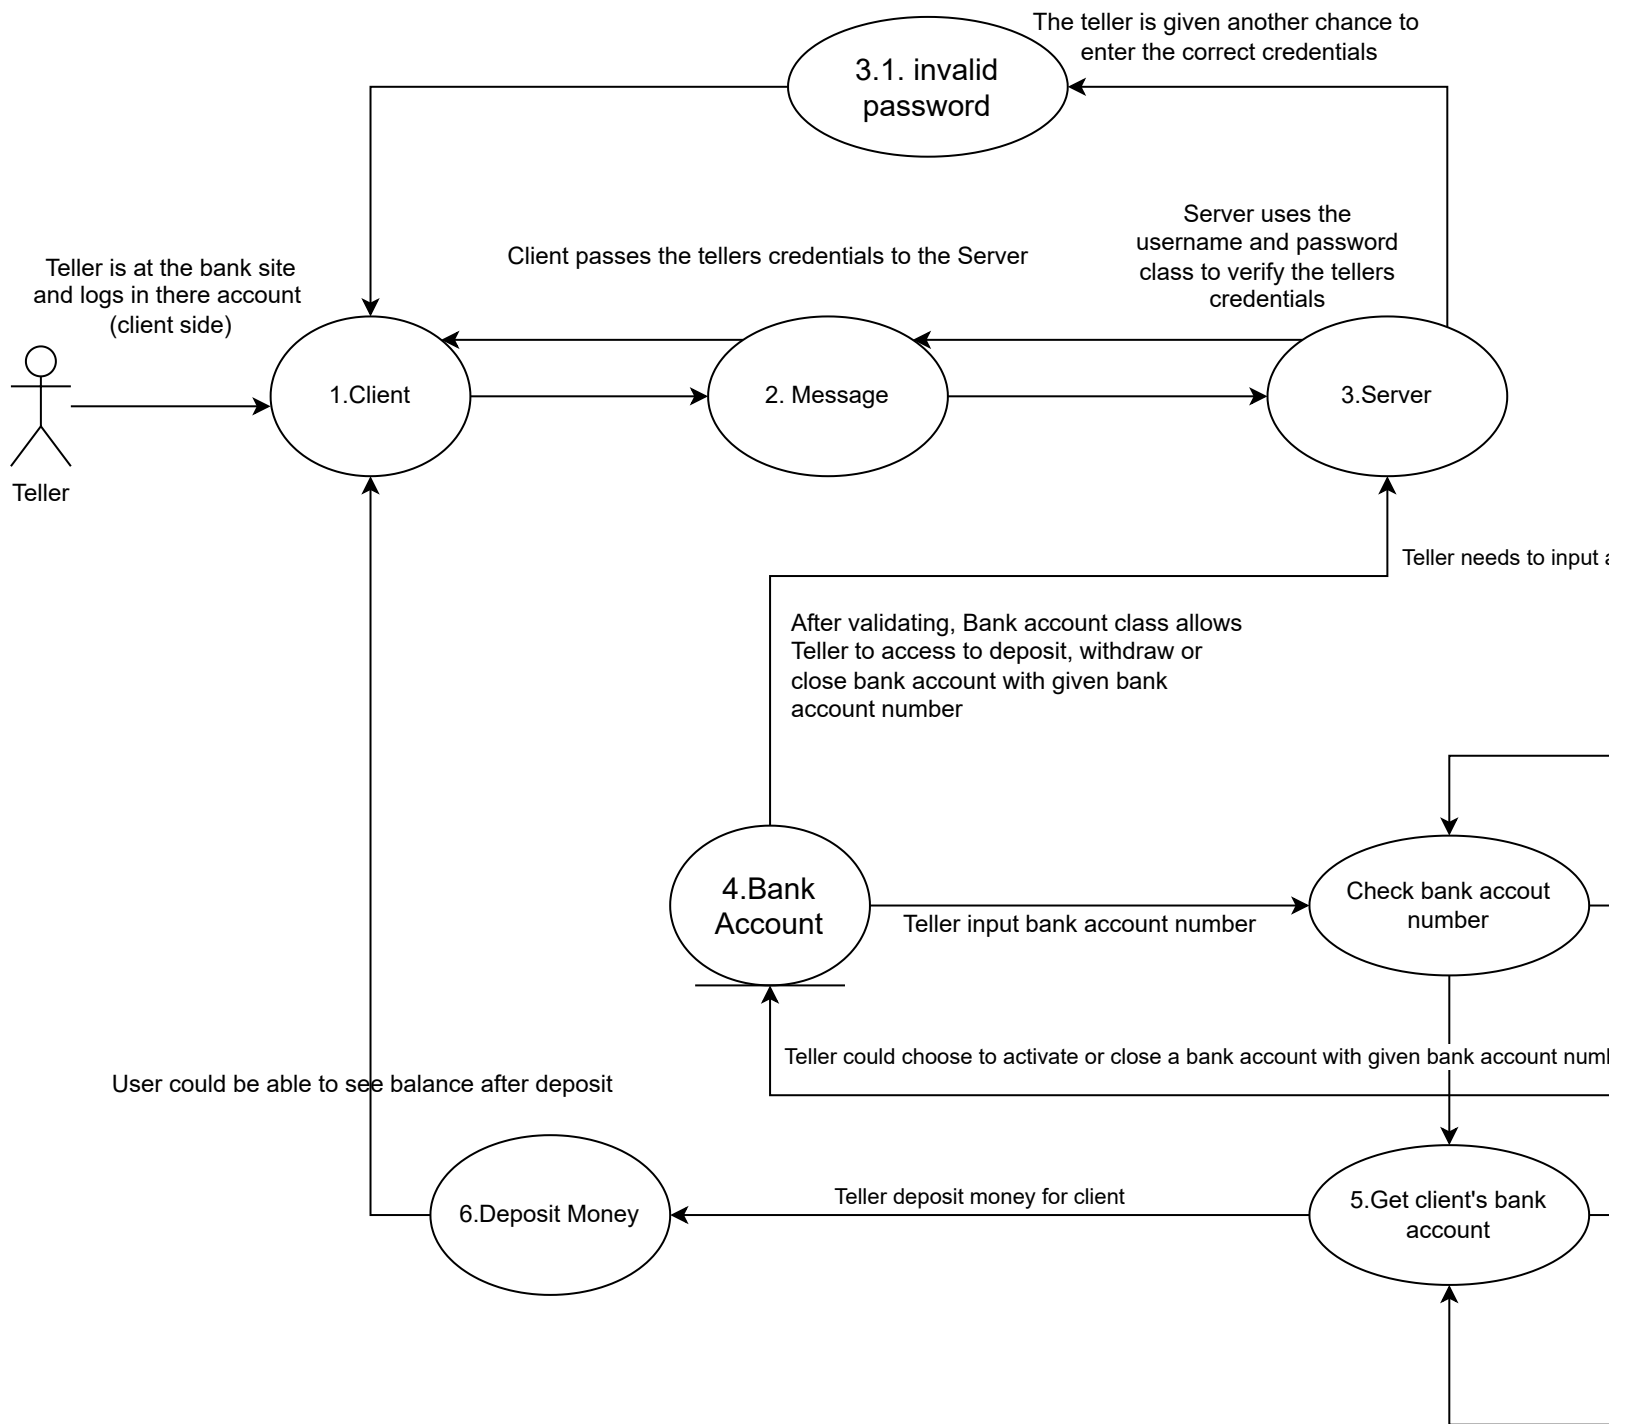 The teller is given another chance to
enter the correct credentials
3.1. invalid
password
Server uses the
username and password
class to verify the tellers
credentials
Client passes the tellers credentials to the Server
Teller is at the bank site
and logs in there account
(client side)
1.Client
2. Message
3.Server
Teller
Teller needs to input
After validating, Bank account class allows
Teller to access to deposit, withdraw or
close bank account with given bank
account number
4.Bank
Account
Check bank accout
number
Teller input bank account number
Teller could choose to activate or close a bank account with given bank account
User could be able to see balance after deposit
Teller deposit money for client
5.Get client's bank
account
6.Deposit Money